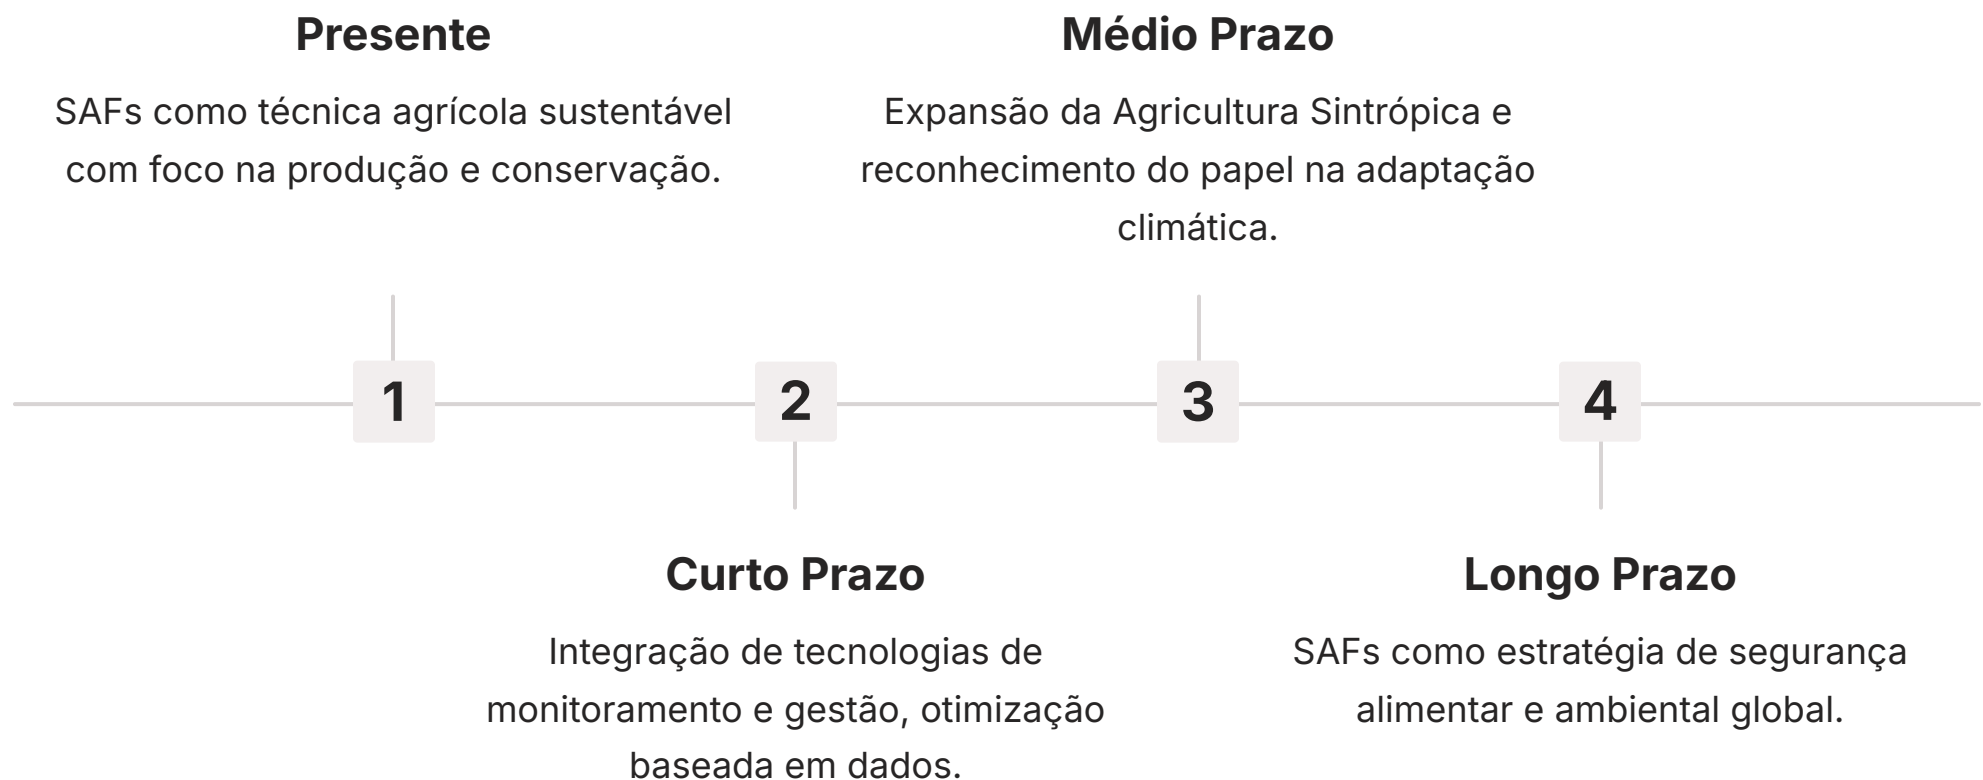 Presente
SAFs como técnica agrícola sustentável
com foco na produção e conservação.
Médio Prazo
Expansão da Agricultura Sintrópica e
reconhecimento do papel na adaptação
climática.
1
2
3
4
Curto Prazo
Integração de tecnologias de
monitoramento e gestão, otimização
baseada em dados.
Longo Prazo
SAFs como estratégia de segurança
alimentar e ambiental global.